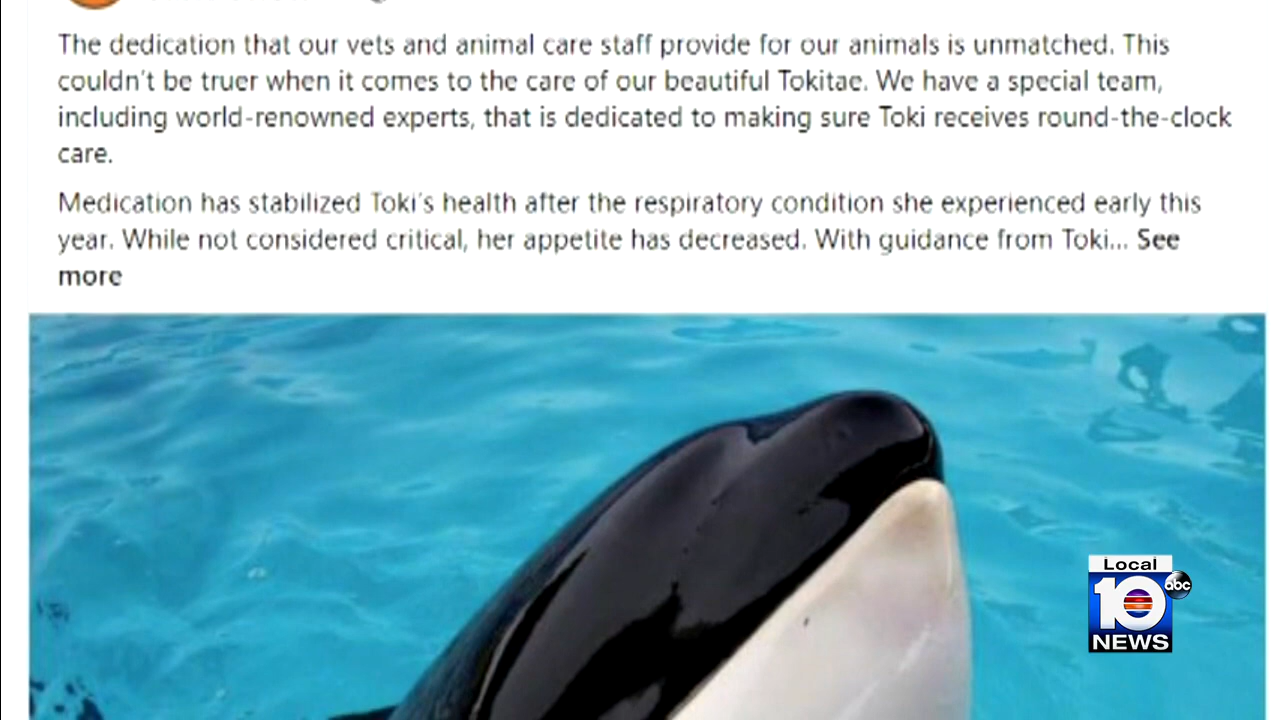 The dedication that our vets and animal care staff provide for our animals is unmatched. This
couldn't be truer when it comes to the care of our beautiful Tokitae. We have a special team,
including world-renowned experts, that is dedicated to making sure Toki receives round-the-clock
care.
Medication has stabilized Toki's health after the respiratory condition she experienced early this
year. While not considered critical, her appetite has decreased. With guidance from Toki... See
more
Local
10
abc
NEWS